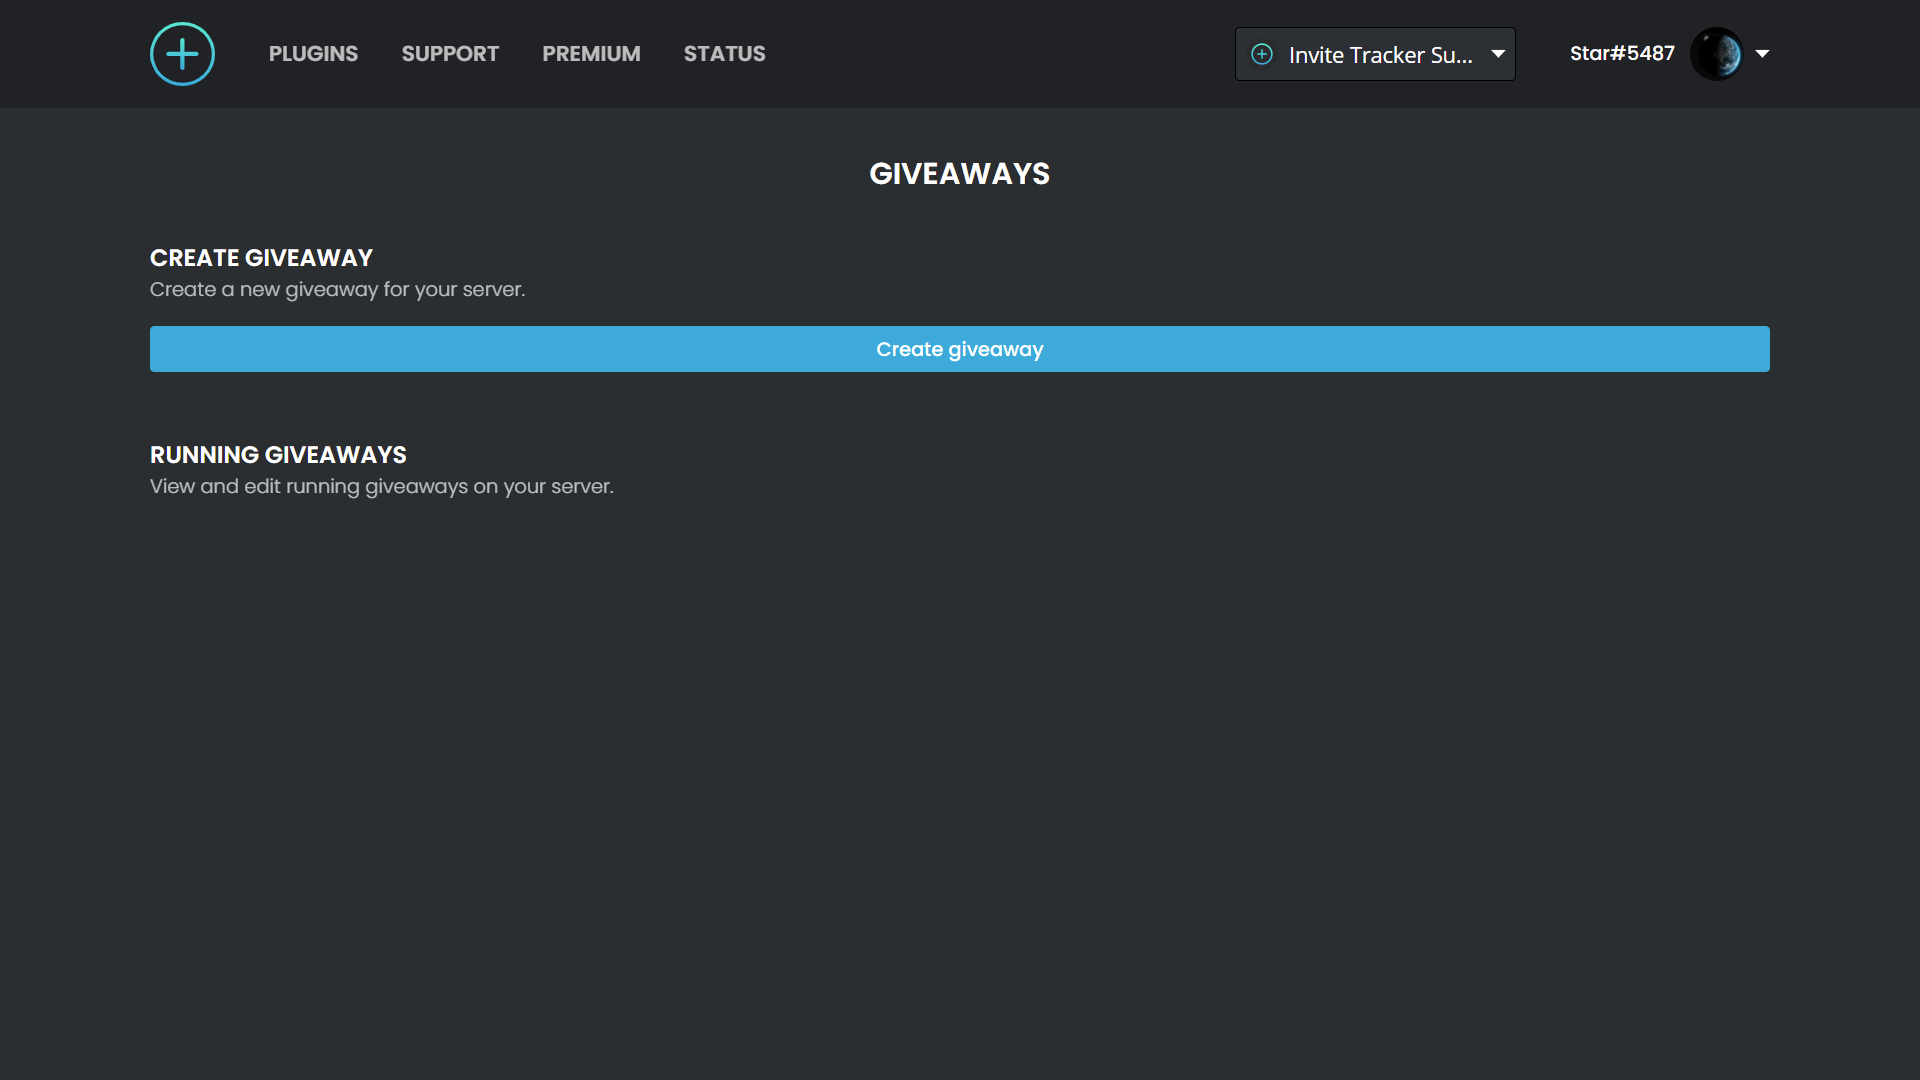 PLUGINS SUPPORT PREMIUM STATUS Invite Tracker Su... Star#5487
GIVEAWAYS
CREATE GIVEAWAY
Create a new giveaway for your server.
Create giveaway
RUNNING GIVEAWAYS
View and edit running giveaways on your server.